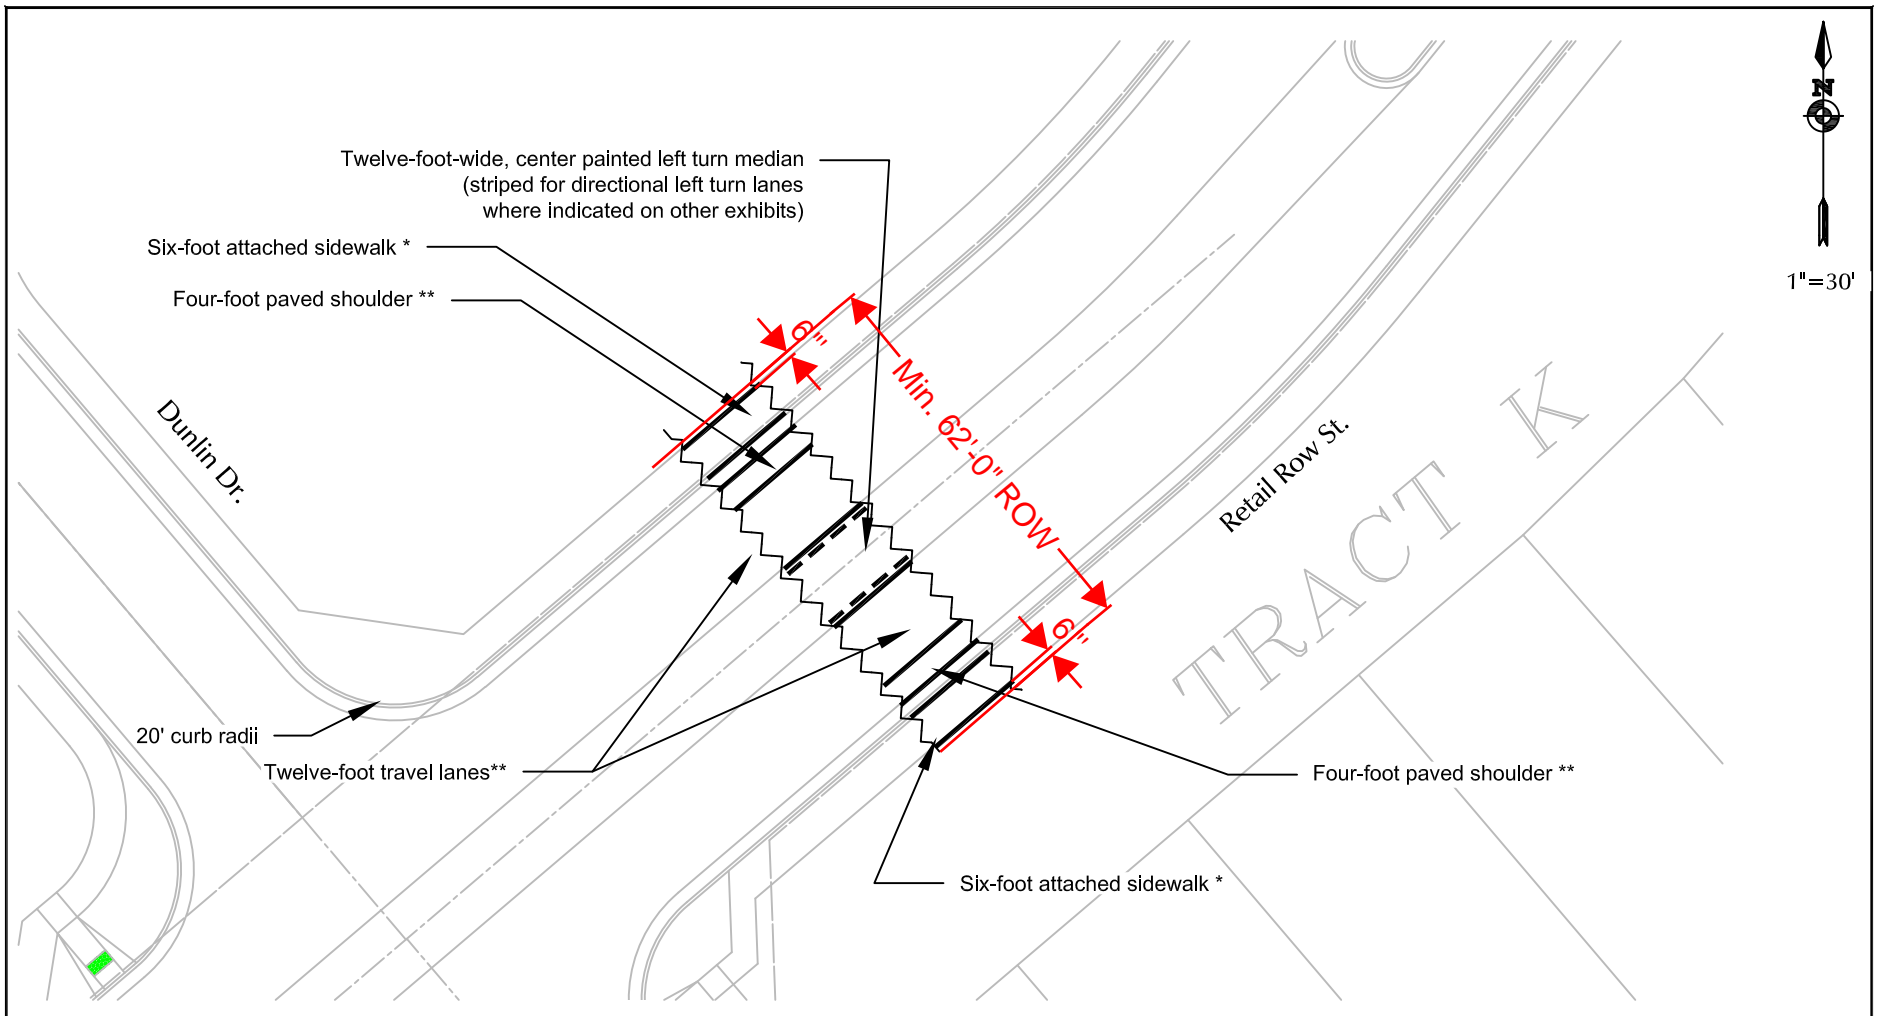 N
1"=30'
Twelve-foot-wide, center painted left turn median
(striped for directional left turn lanes
where indicated on other exhibits)
Six-foot attached sidewalk *
Four-foot paved shoulder **
6"'
Min. 62'-0" ROW
Dunlin Dr.
Retail Row St.
TRACT K
6"'
20' curb radii
Twelve-foot travel lanes**
Four-foot paved shoulder **
Six-foot attached sidewalk *